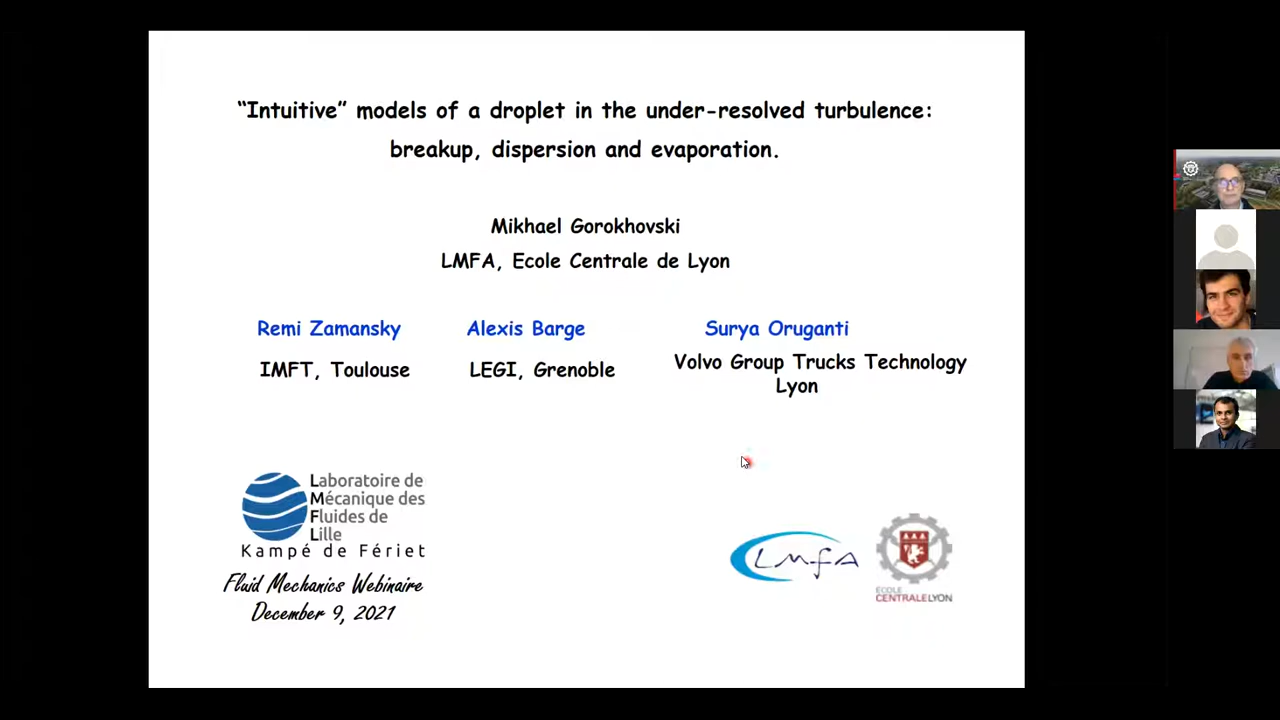 “Intuitive” models of a droplet in the under-resolved turbulence:
breakup, dispersion and evaporation.
Mikhael Gorokhovski
LMFA, Ecole Centrale de Lyon
Remi Zamansky
IMFT, Toulouse
Alexis Barge
LEGI, Grenoble
Surya Oruganti
Volvo Group Trucks Technology
Lyon
Laboratoire de
Mécanique des
Fluides de
Lille
Kampé de Fériet
Fluid Mechanics Webinaire
December 9, 2021
LMFA
ECOLE
CENTRALELYON